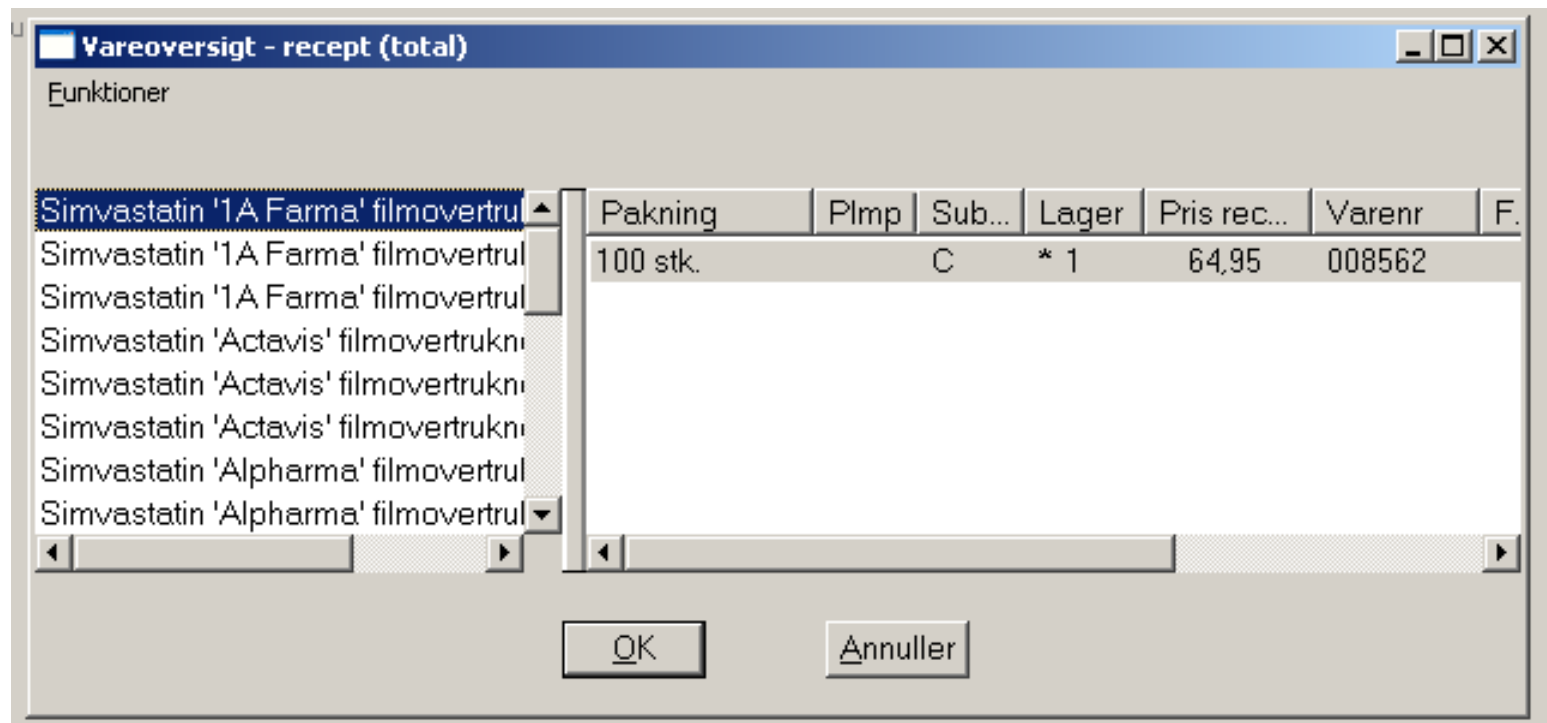 u
Vareoversigt - recept (total)
Funktioner
Simvastatin '1A Farma' filmovertruk
Simvastatin '1A Farma' filmovertruk
Simvastatin '1A Farma' filmovertruk
Simvastatin 'Actavis' filmovertrukn
Simvastatin 'Actavis' filmovertrukn
Simvastatin 'Actavis' filmovertrukn
Simvastatin 'Alpharma' filmovertruk
Simvastatin 'Alpharma' filmovertruk
Pakning PImp Sub... Lager Pris rec... Varenr F.
100 stk. C * 1 64,95 008562
OK Annuller